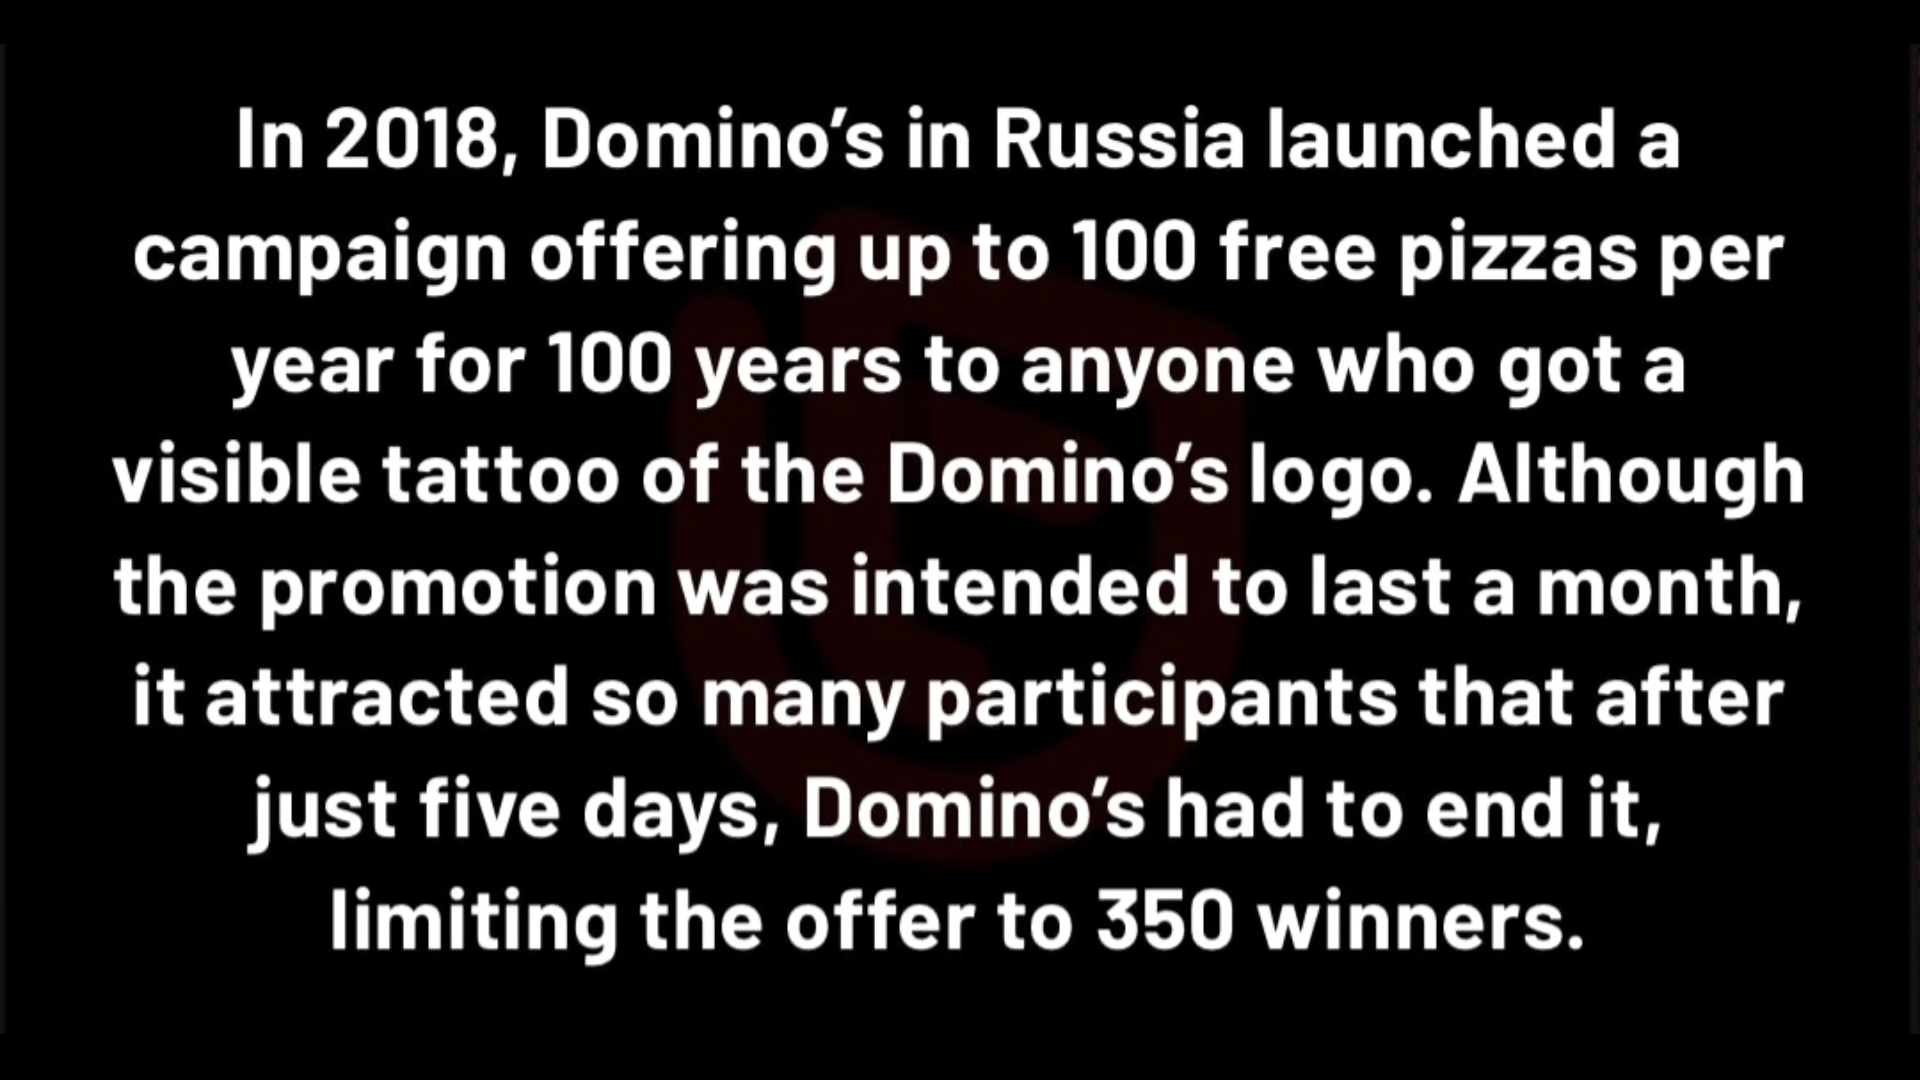 In 2018, Domino’s in Russia launched a
campaign offering up to 100 free pizzas per
year for 100 years to anyone who got a
visible tattoo of the Domino’s logo. Although
the promotion was intended to last a month,
it attracted so many participants that after
just five days, Domino’s had to end it,
limiting the offer to 350 winners.